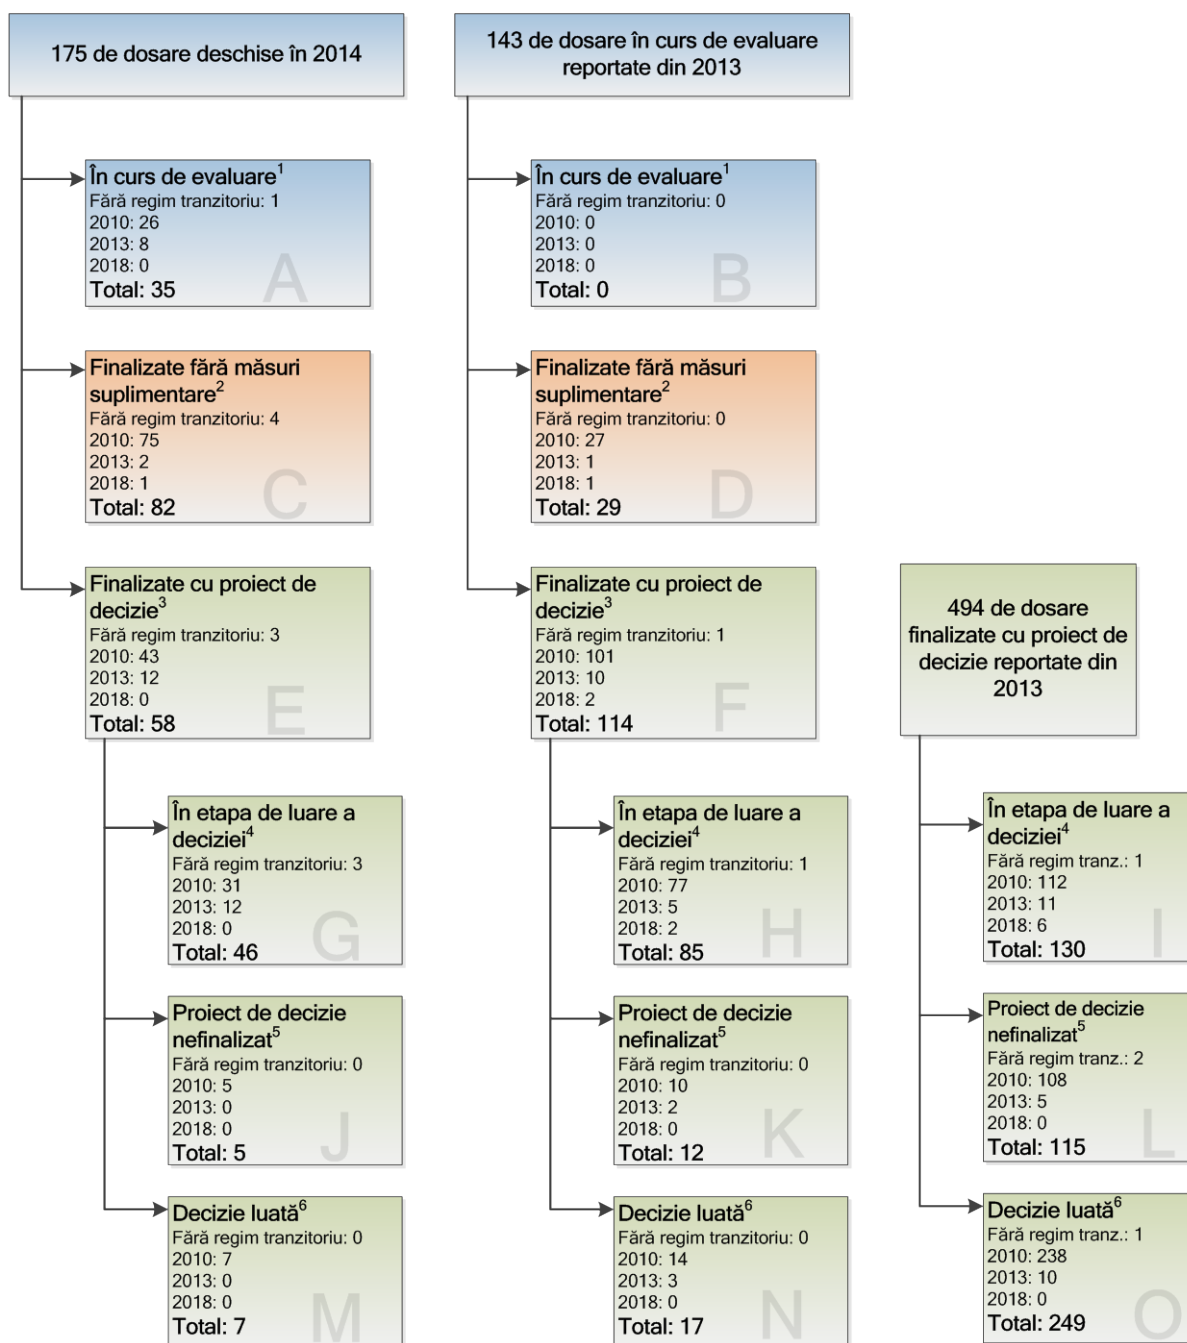 175 de dosare deschise în 2014
143 de dosare în curs de evaluare
reportate din 2013
În curs de evaluare1
Fără regim tranzitoriu: 1
2010: 26
2013: 8
2018: 0
Total: 35
A
În curs de evaluare1
Fără regim tranzitoriu: 0
2010: 0
2013: 0
2018: 0
Total: 0
B
Finalizate fără măsuri
suplimentare2
Fără regim tranzitoriu: 4
2010: 75
2013: 2
2018: 1
Total: 82
C
Finalizate fără măsuri
suplimentare2
Fără regim tranzitoriu: 0
2010: 27
2013: 1
2018: 1
Total: 29
D
Finalizate cu proiect de
decizie3
Fără regim tranzitoriu: 3
2010: 43
2013: 12
2018: 0
Total: 58
E
Finalizate cu proiect de
decizie3
Fără regim tranzitoriu: 1
2010: 101
2013: 10
2018: 2
Total: 114
F
494 de dosare
finalizate cu proiect de
decizie reportate din
2013
În etapa de luare a
deciziei4
Fără regim tranzitoriu: 3
2010: 31
2013: 12
2018: 0
Total: 46
G
În etapa de luare a
deciziei4
Fără regim tranzitoriu: 1
2010: 77
2013: 5
2018: 2
Total: 85
H
În etapa de luare a
deciziei4
Fără regim tranz.: 1
2010: 112
2013: 11
2018: 6
Total: 130
I
Proiect de decizie
nefinalizat5
Fără regim tranzitoriu: 0
2010: 5
2013: 0
2018: 0
Total: 5
J
Proiect de decizie
nefinalizat5
Fără regim tranzitoriu: 0
2010: 10
2013: 2
2018: 0
Total: 12
K
Proiect de decizie
nefinalizat5
Fără regim tranz.: 2
2010: 108
2013: 5
2018: 0
Total: 115
L
Decizie luată6
Fără regim tranzitoriu: 0
2010: 7
2013: 0
2018: 0
Total: 7
M
Decizie luată6
Fără regim tranzitoriu: 0
2010: 14
2013: 3
2018: 0
Total: 17
N
Decizie luată6
Fără regim tranz.: 1
2010: 238
2013: 10
2018: 0
Total: 249
O